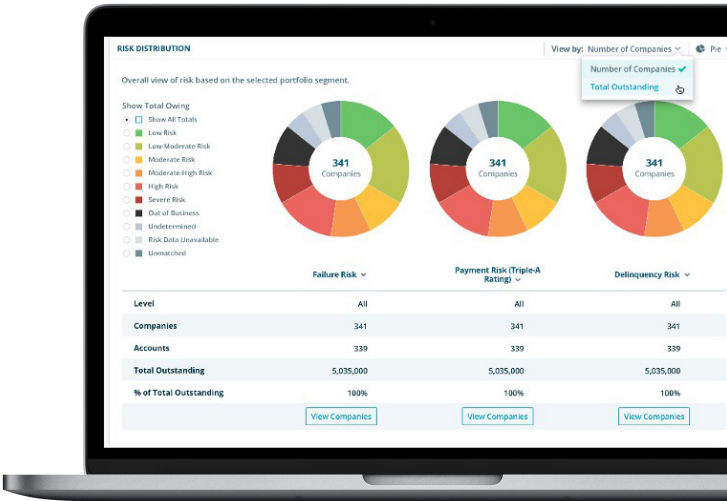 RISK DISTRIBUTION
View by: Number of Companies
Pie
Number of Companies
Total Outstanding
Overall view of risk based on the selected portfolio segment.
Show Total Owing
Show All Totals
Low Risk
Low-Moderate Risk
Moderate Risk
Moderate-High Risk
High Risk
Severe Risk
Out of Business
Undetermined
Risk Data Unavailable
Unmatched
341
Companies
341
Companies
341
Companies
Failure Risk
Payment Risk (Triple-A
Rating)
Delinquency Risk
Level All All All
Companies 341 341 341
Accounts 339 339 339
Total Outstanding 5,035,000 5,035,000 5,035,000
% of Total Outstanding 100% 100% 100%
View Companies View Companies View Companies